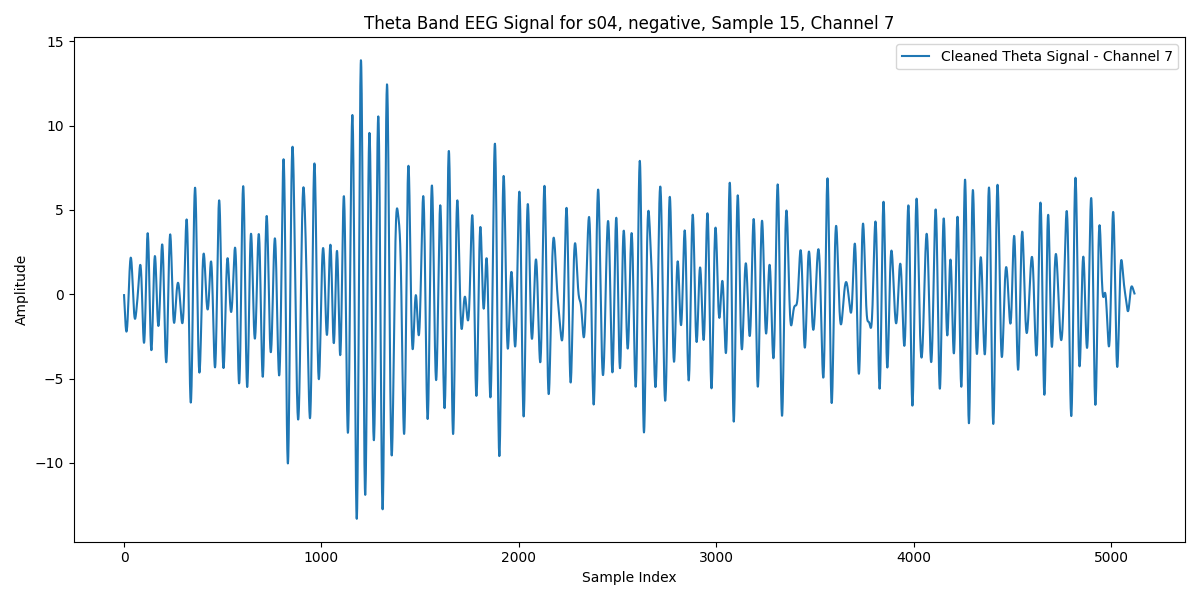 Theta Band EEG Signal for s04, negative, Sample 15, Channel 7
Cleaned Theta Signal - Channel 7
15
10
5
0
−5
−10
Amplitude
0 1000 2000 3000 4000 5000
Sample Index